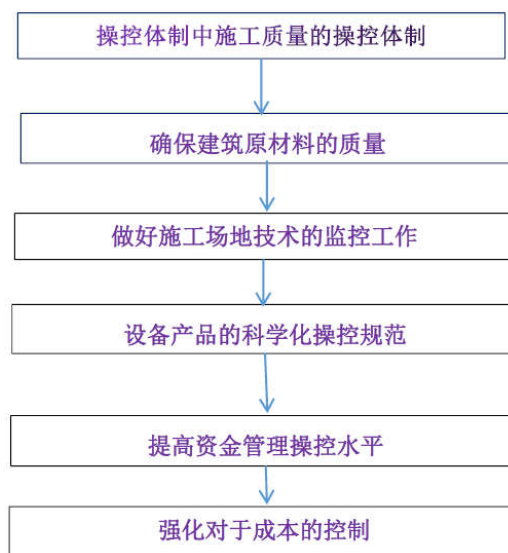 操控体制中施工质量的操控体制
确保建筑原材料的质量
做好施工场地技术的监控工作
设备产品的科学化操控规范
提高资金管理操控水平
强化对于成本的控制